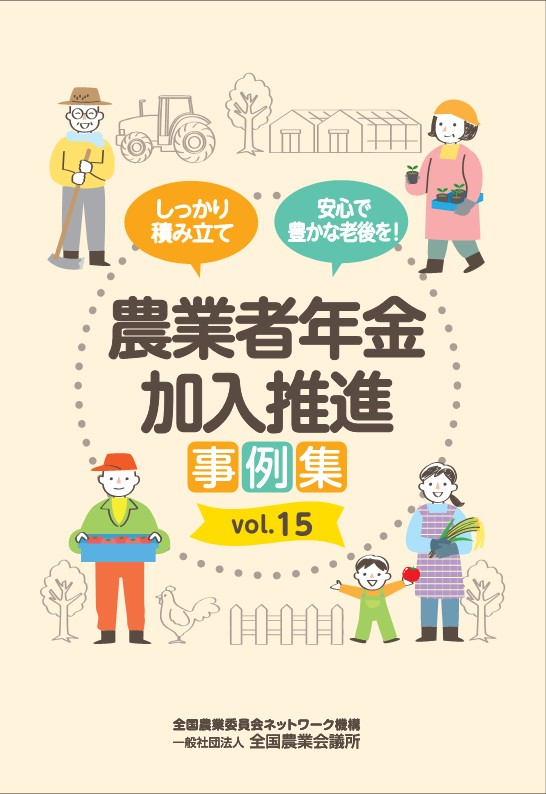 しっかり
積み立て
安心で
豊かな老後を!
農業者年金
加入推進
事例集
vol.15
全国農業委員会ネットワーク機構
一般社団法人 全国農業会議所